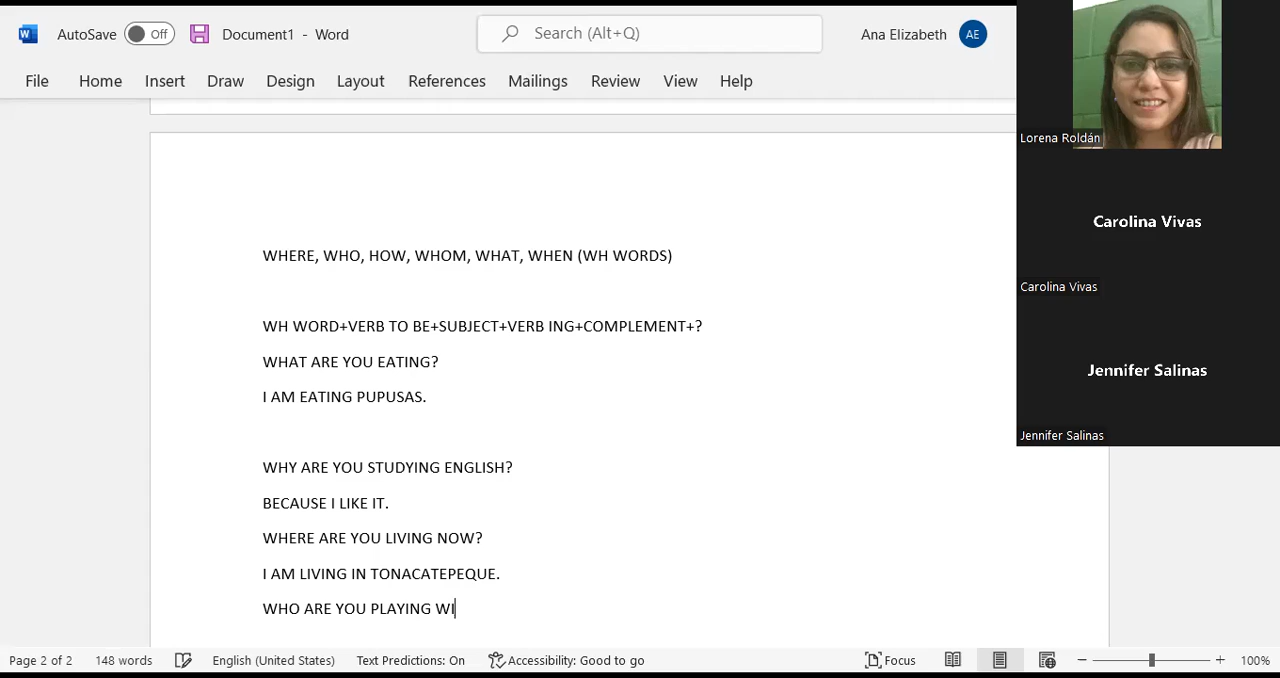 AutoSave Off Document1 - Word Search (Alt+Q) Ana Elizabeth AE
File Home Insert Draw Design Layout References Mailings Review View Help
WHERE, WHO, HOW, WHOM, WHAT, WHEN (WH WORDS)
WH WORD+VERB TO BE+SUBJECT+VERB ING+COMPLEMENT+?
WHAT ARE YOU EATING?
I AM EATING PUPUSAS.
WHY ARE YOU STUDYING ENGLISH?
BECAUSE I LIKE IT.
WHERE ARE YOU LIVING NOW?
I AM LIVING IN TONACATEPEQUE.
WHO ARE YOU PLAYING WI
Lorena Roldán
Carolina Vivas
Carolina Vivas
Jennifer Salinas
Jennifer Salinas
Page 2 of 2 148 words English (United States) Text Predictions: On Accessibility: Good to go Focus 100%